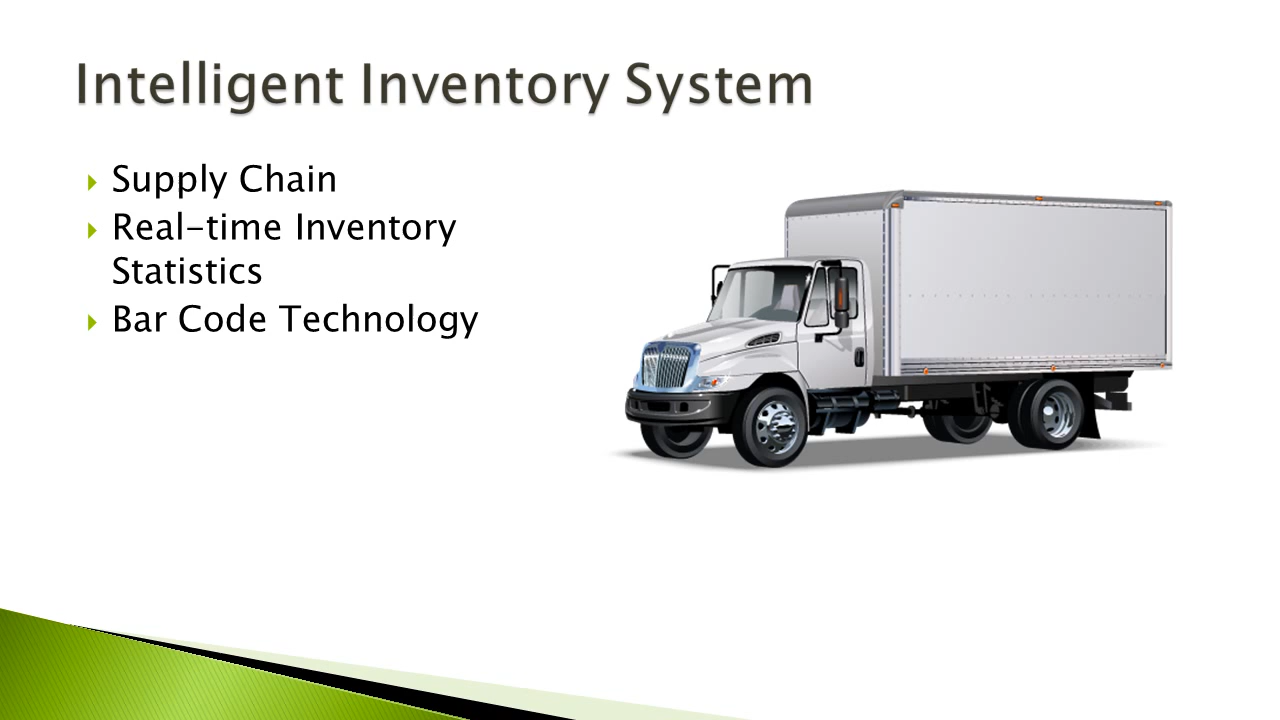 Intelligent Inventory System
Supply Chain
Real-time Inventory
Statistics
Bar Code Technology